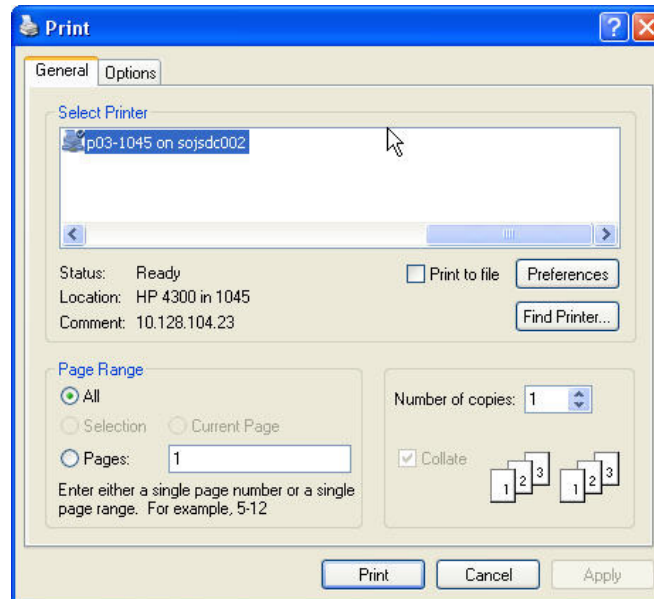 Print
General Options
Select Printer
p03-1045 on sojsdc002
Status: Ready
Print to file Preferences
Location: HP 4300 in 1045
Comment: 10.128.104.23
Find Printer...
Page Range
All
Selection Current Page
Pages: 1
Enter either a single page number or a single
page range. For example, 5-12
Number of copies: 1
Collate
1 2 3 1 2 3
Print Cancel Apply